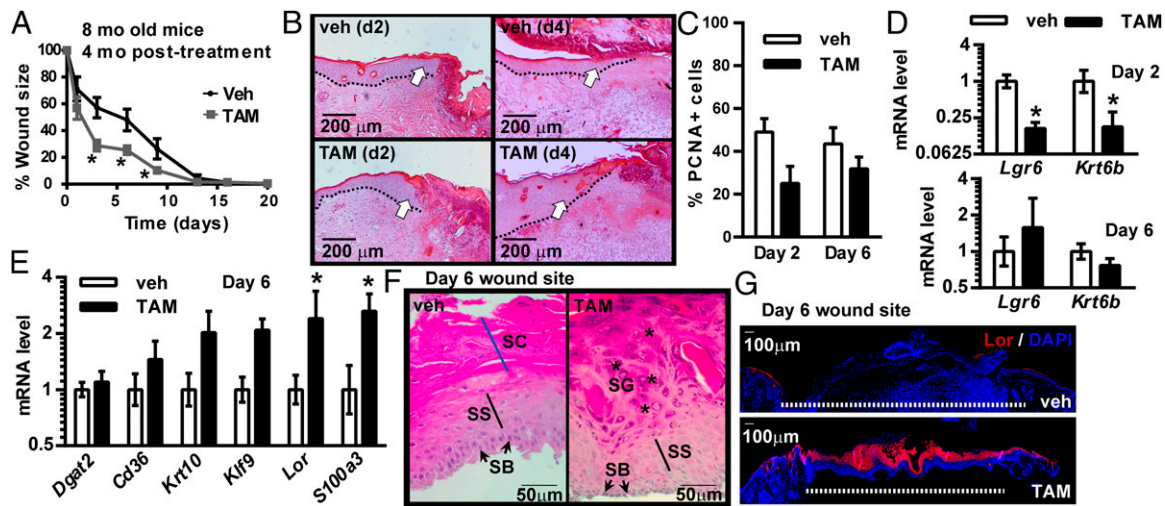 A
8 mo old mice
4 mo post-treatment
% Wound size
100
80
60
40
20
0
Veh
TAM
*
*
*
0 5 10 15 20
Time (days)
B
veh (d2)
200 μm
veh (d4)
200 μm
TAM (d2)
200 μm
TAM (d4)
200 μm
C
veh
TAM
% PCNA+ cells
80
60
40
20
0
Day 2 Day 6
D
veh TAM
mRNA level
4
1
0.25
0.0625
Day 2
*
*
Lgr6 Krt6b
mRNA level
4
2
1
0.5
Day 6
Lgr6 Krt6b
E
veh
TAM
Day 6
mRNA level
4
2
1
0.5
*
*
Dgat2 Cd36 Krt10 Klf9 Lor S100a3
F
Day 6 wound site
veh
SC
SS
SB
50μm
TAM
*
*
SG
*
*
SS
SB
50μm
G
Day 6 wound site
100μm
Lor / DAPI
veh
100μm
TAM